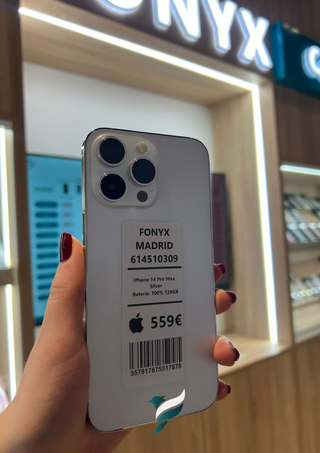 FONYX
FONYX
MADRID
614510309
iPhone 14 Pro Max
Silver
Batería: 100% 128GB
559€
357917875517678